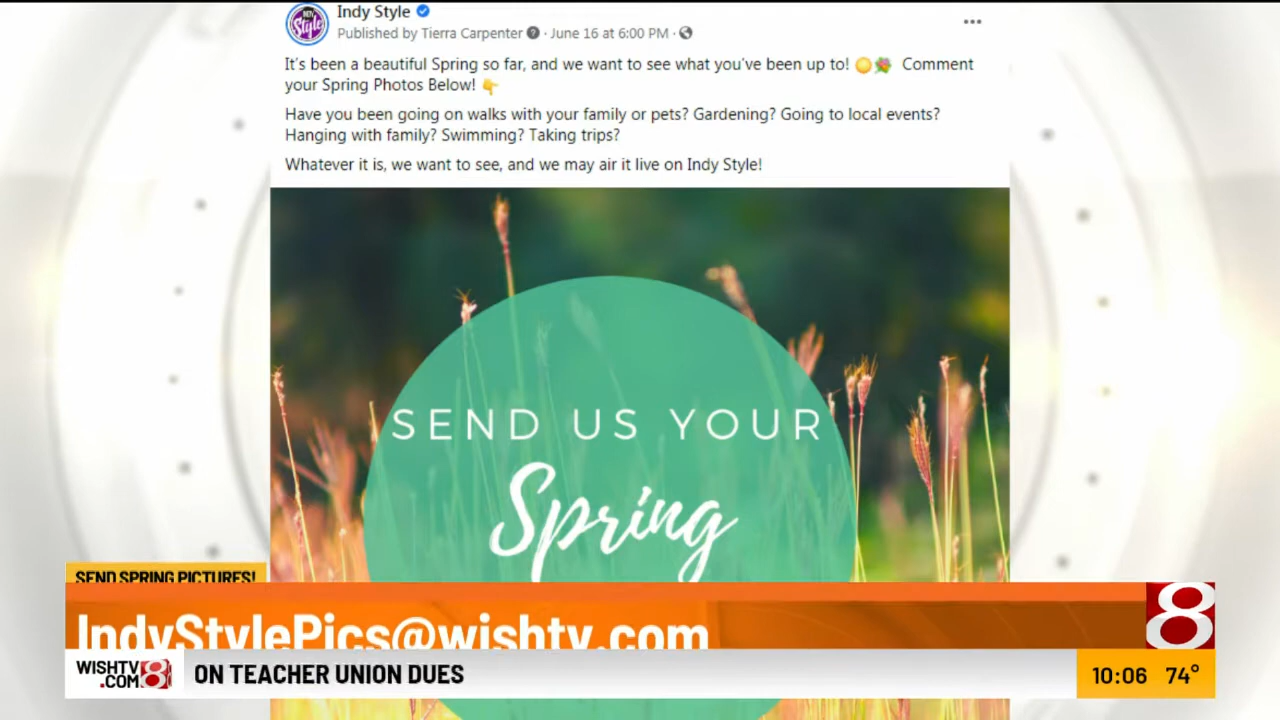 INDY
Style
Indy Style
Published by Tierra Carpenter · June 16 at 6:00 PM ·
It's been a beautiful Spring so far, and we want to see what you've been up to! Comment
your Spring Photos Below!
Have you been going on walks with your family or pets? Gardening? Going to local events?
Hanging with family? Swimming? Taking trips?
Whatever it is, we want to see, and we may air it live on Indy Style!
SEND US YOUR
Spring
SEND SPRING PICTURES!
IndyStylePics@wishtv.com
8
WISHTV
.COM 8
ON TEACHER UNION DUES
10:06 74°